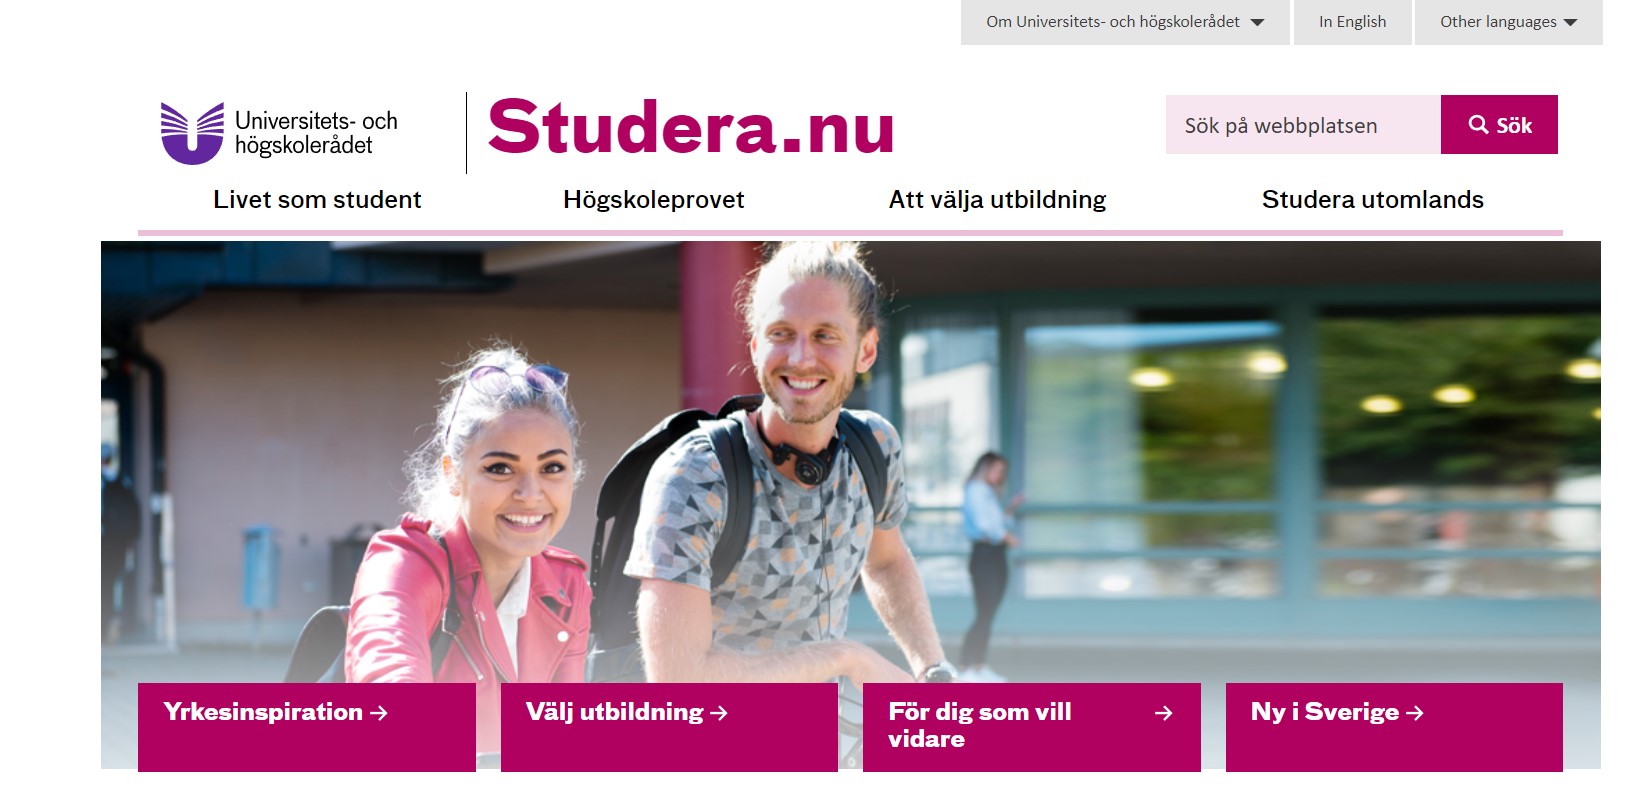 Om Universitets- och högskolerådet
In English
Other languages
Universitets- och
högskolerådet
Studera.nu
Sök på webbplatsen
Sök
Livet som student
Högskoleprovet
Att välja utbildning
Studera utomlands
Yrkesinspiration →
Välj utbildning →
För dig som vill →
vidare
Ny i Sverige →